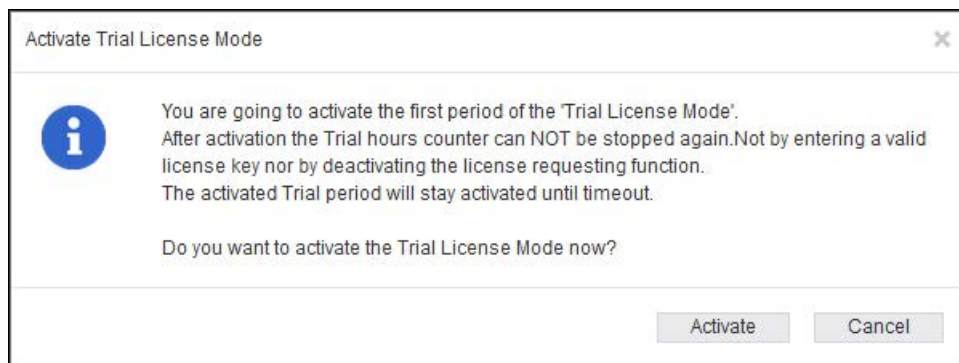 Activate Trial License Mode
You are going to activate the first period of the 'Trial License Mode'.
After activation the Trial hours counter can NOT be stopped again.Not by entering a valid
license key nor by deactivating the license requesting function.
The activated Trial period will stay activated until timeout.
Do you want to activate the Trial License Mode now?
Activate
Cancel